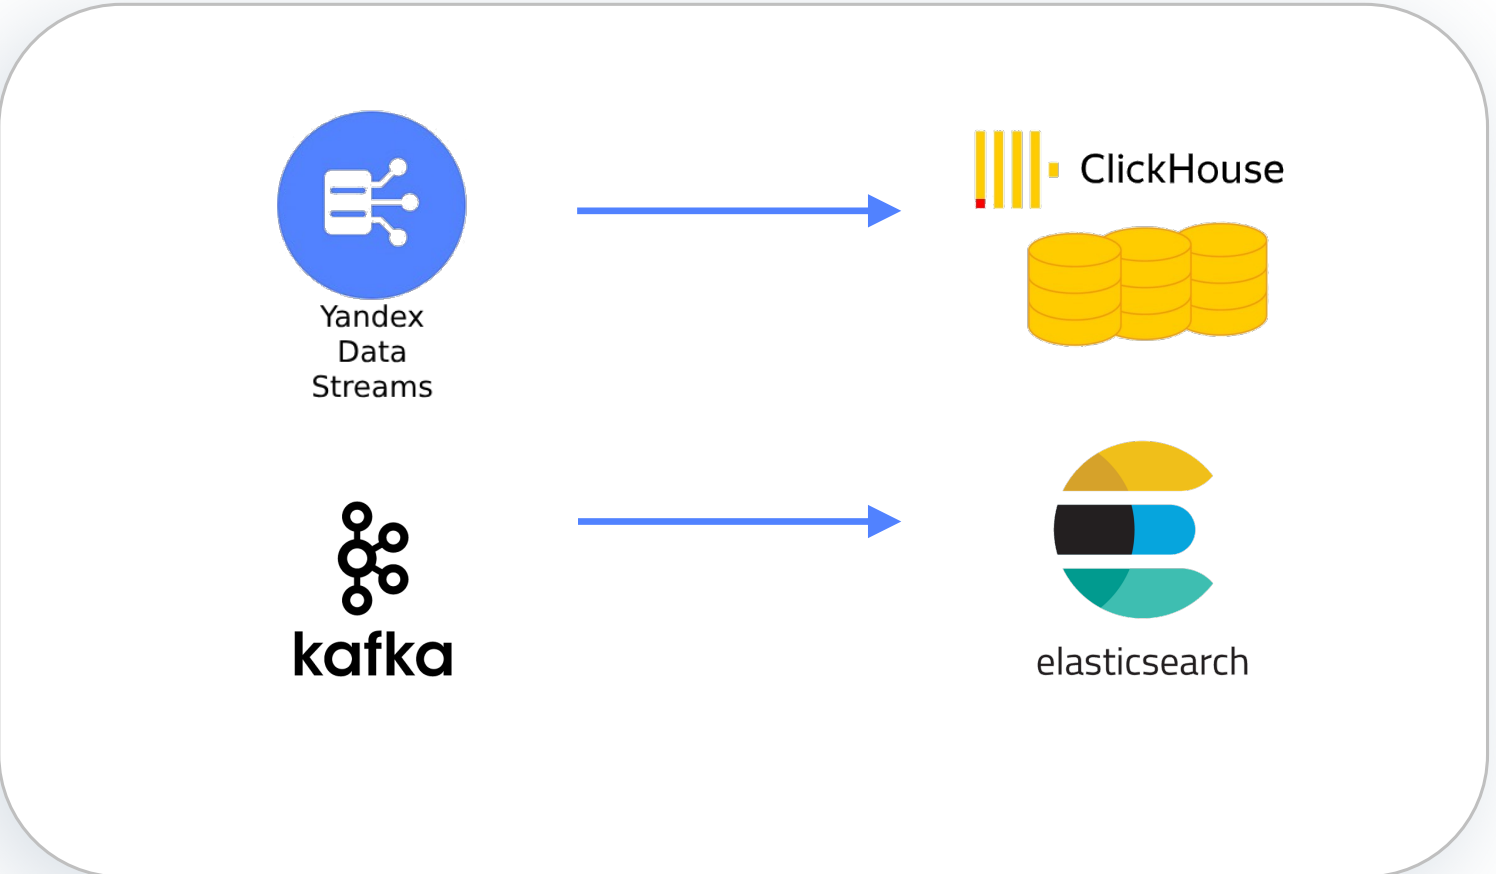 ClickHouse
Yandex
Data
Streams
kafka
elasticsearch